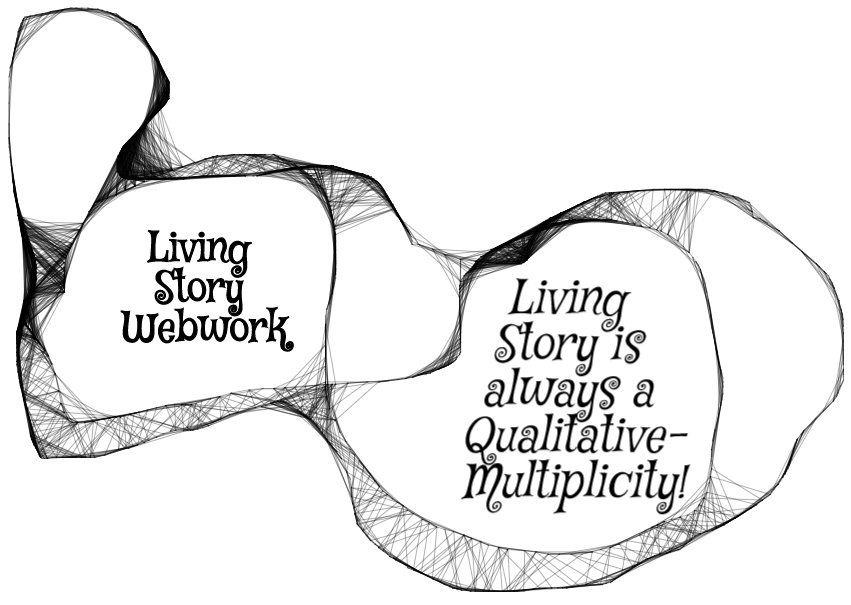 Living
Story
Webwork
Living
Story is
always a
Qualitative-
Multiplicity!